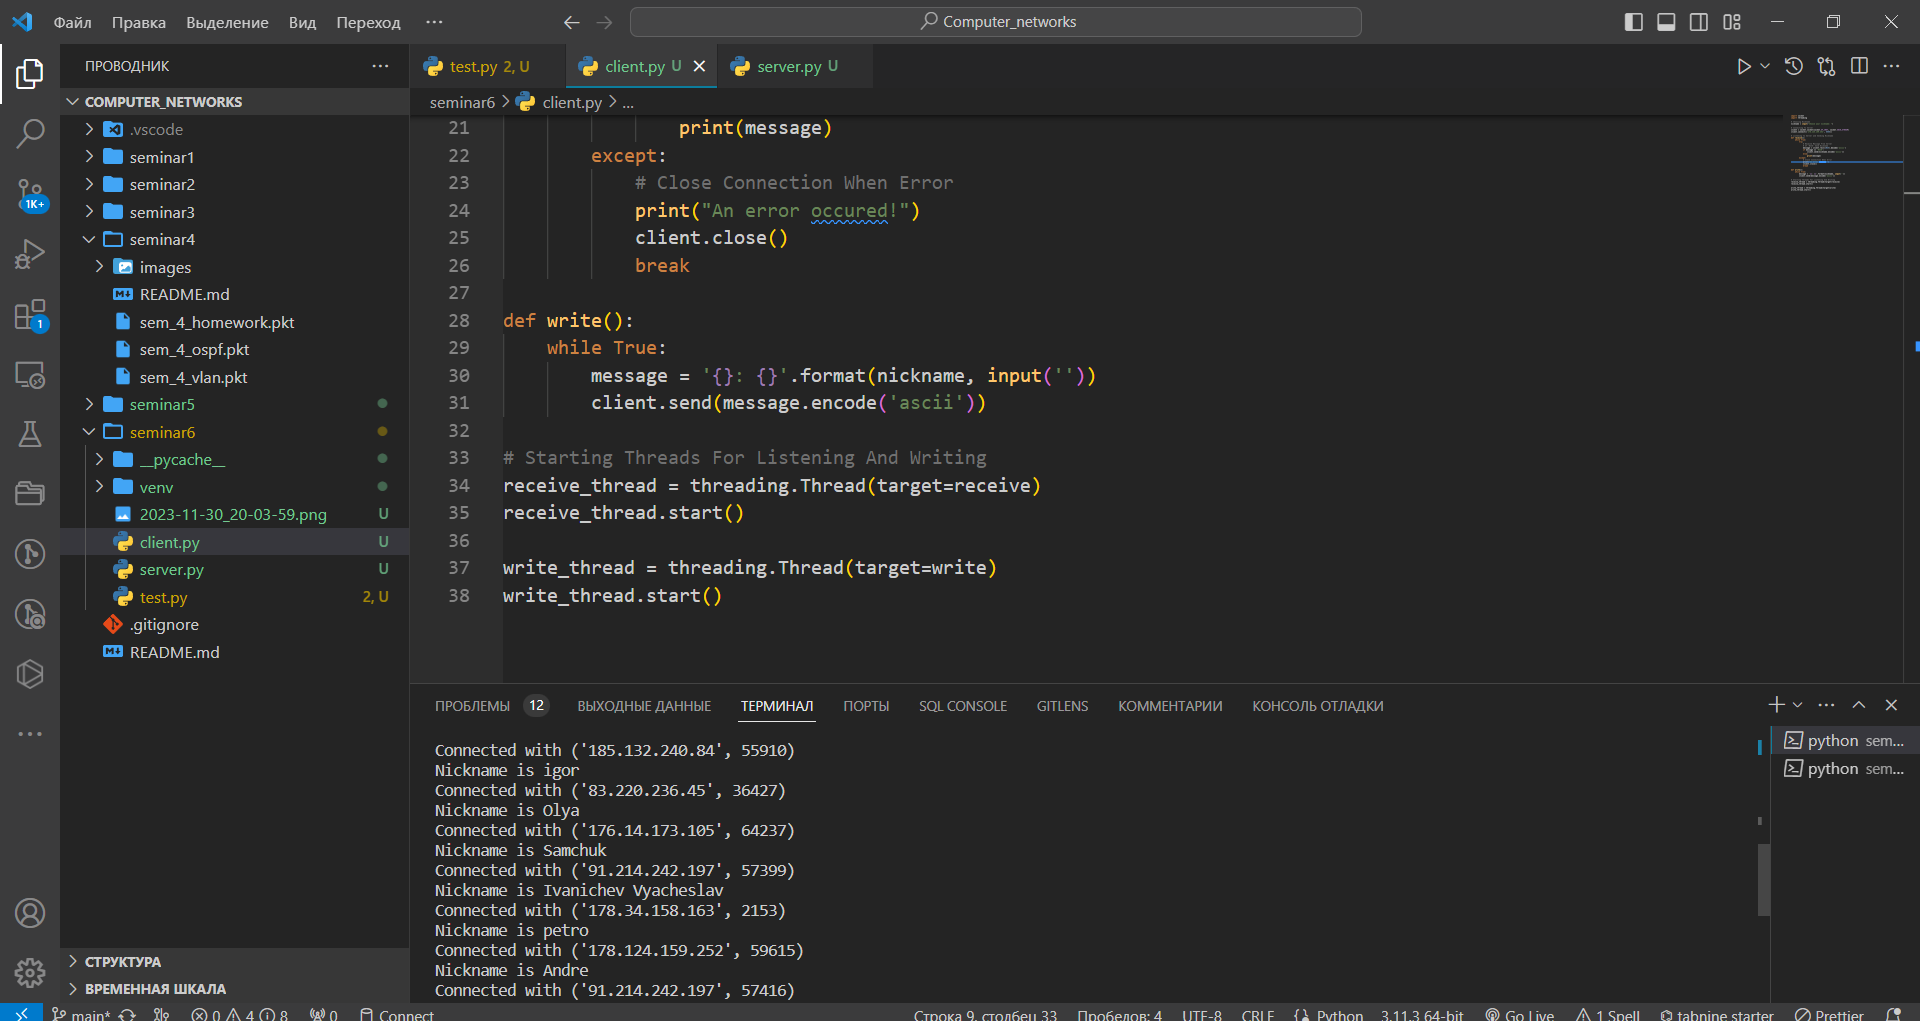 Файл Правка Выделение Вид Переход ··· Computer_networks
ПРОВОДНИК ···
COMPUTER_NETWORKS
.vscode
seminar1
seminar2
seminar3
seminar4
images
README.md
sem_4_homework.pkt
sem_4_ospf.pkt
sem_4_vlan.pkt
seminar5
seminar6
__pycache__
venv
2023-11-30_20-03-59.png U
client.py U
server.py U
test.py 2, U
.gitignore
README.md
СТРУКТУРА
ВРЕМЕННАЯ ШКАЛА
1K+
1
test.py 2, U client.py U server.py U
seminar6 > client.py > ...
21 print(message)
22 except:
23 # Close Connection When Error
24 print("An error occured!")
25 client.close()
26 break
27
28 def write():
29 while True:
30 message = '{}: {}'.format(nickname, input(''))
31 client.send(message.encode('ascii'))
32
33 # Starting Threads For Listening And Writing
34 receive_thread = threading.Thread(target=receive)
35 receive_thread.start()
36
37 write_thread = threading.Thread(target=write)
38 write_thread.start()
ПРОБЛЕМЫ 12 ВЫХОДНЫЕ ДАННЫЕ ТЕРМИНАЛ ПОРТЫ SQL CONSOLE GITLENS КОММЕНТАРИИ КОНСОЛЬ ОТЛАДКИ
Connected with ('185.132.240.84', 55910)
Nickname is igor
Connected with ('83.220.236.45', 36427)
Nickname is Olya
Connected with ('176.14.173.105', 64237)
Nickname is Samchuk
Connected with ('91.214.242.197', 57399)
Nickname is Ivanichev Vyacheslav
Connected with ('178.34.158.163', 2153)
Nickname is petro
Connected with ('178.124.159.252', 59615)
Nickname is Andre
Connected with ('91.214.242.197', 57416)
python sem...
python sem...
main* 0 4 8 0 Connect Строка 9, столбец 33 Пробелов: 4 UTF-8 CRLF Python 3.11.3 64-bit Go Live 1 Spell tabnine starter Prettier